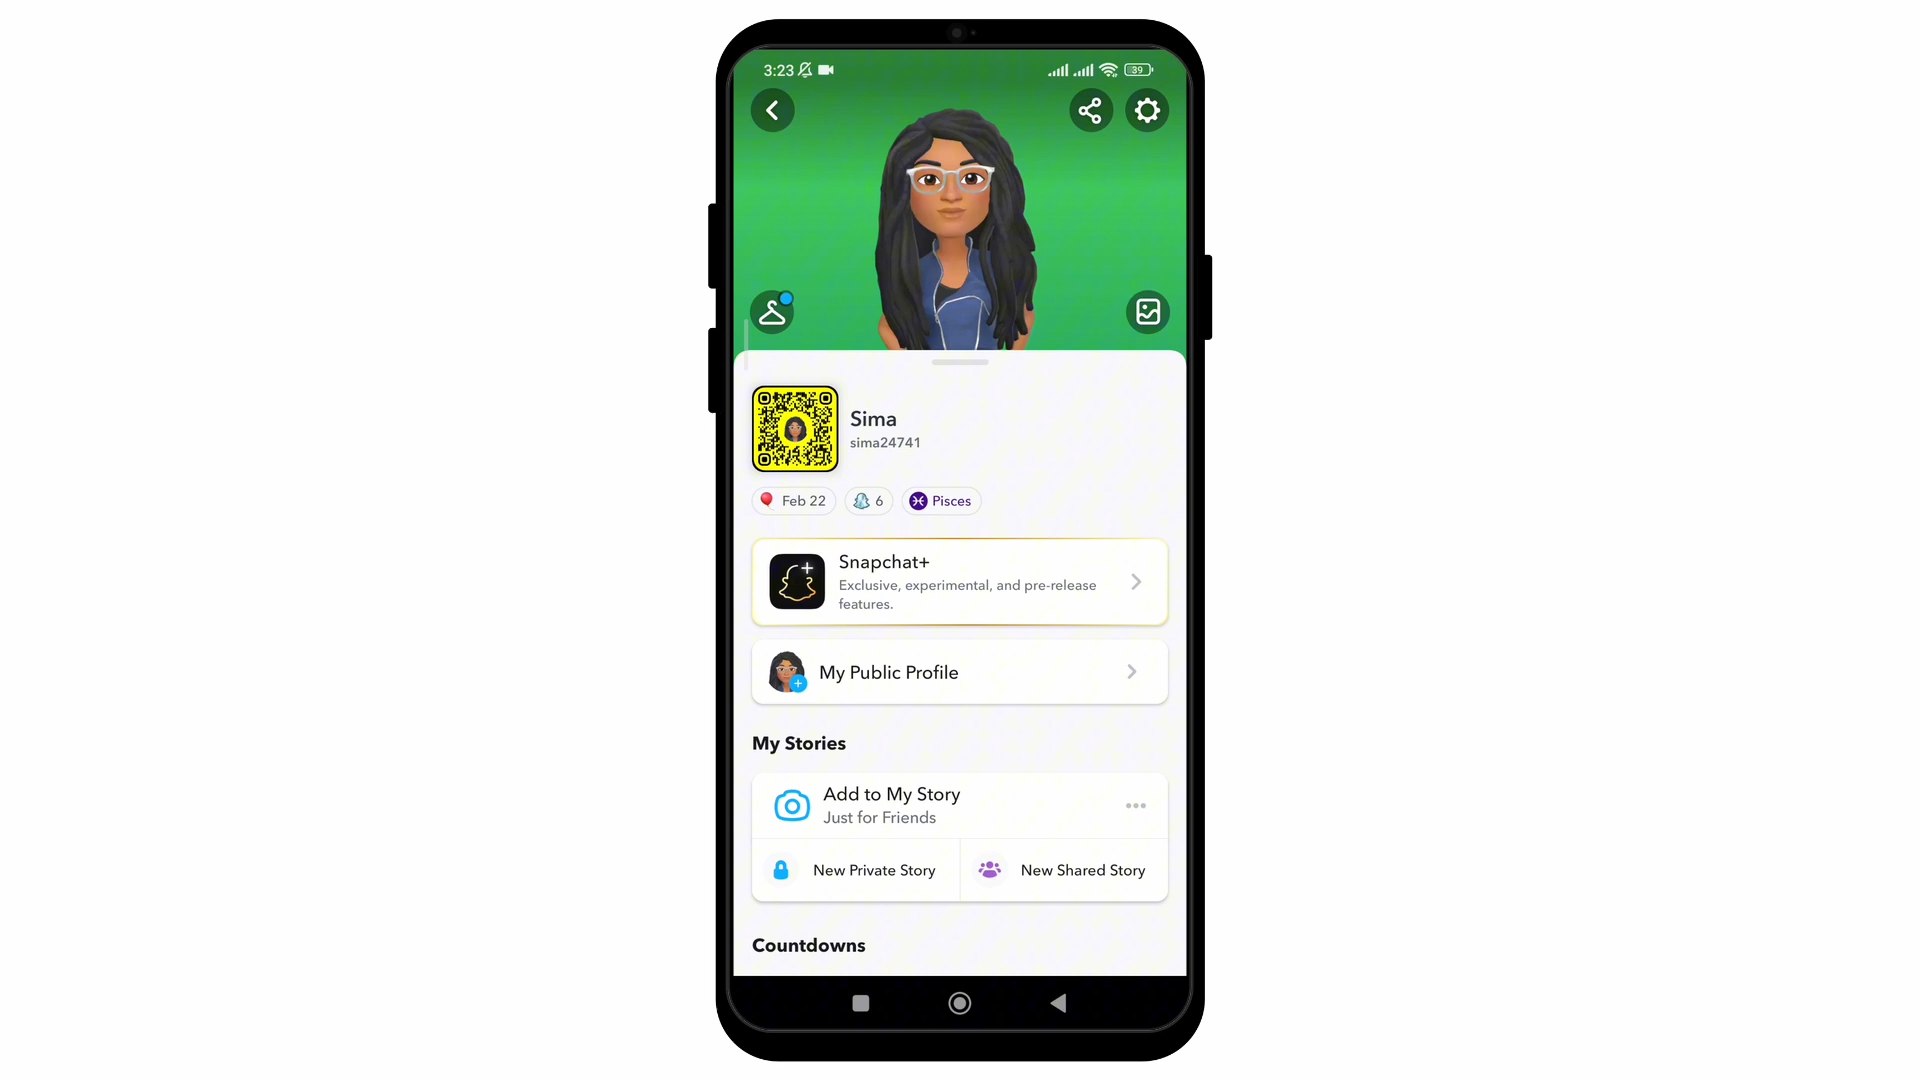 3:23
39
Sima
sima24741
Feb 22
6
Pisces
Snapchat+
Exclusive, experimental, and pre-release
features.
My Public Profile
My Stories
Add to My Story
Just for Friends
New Private Story
New Shared Story
Countdowns